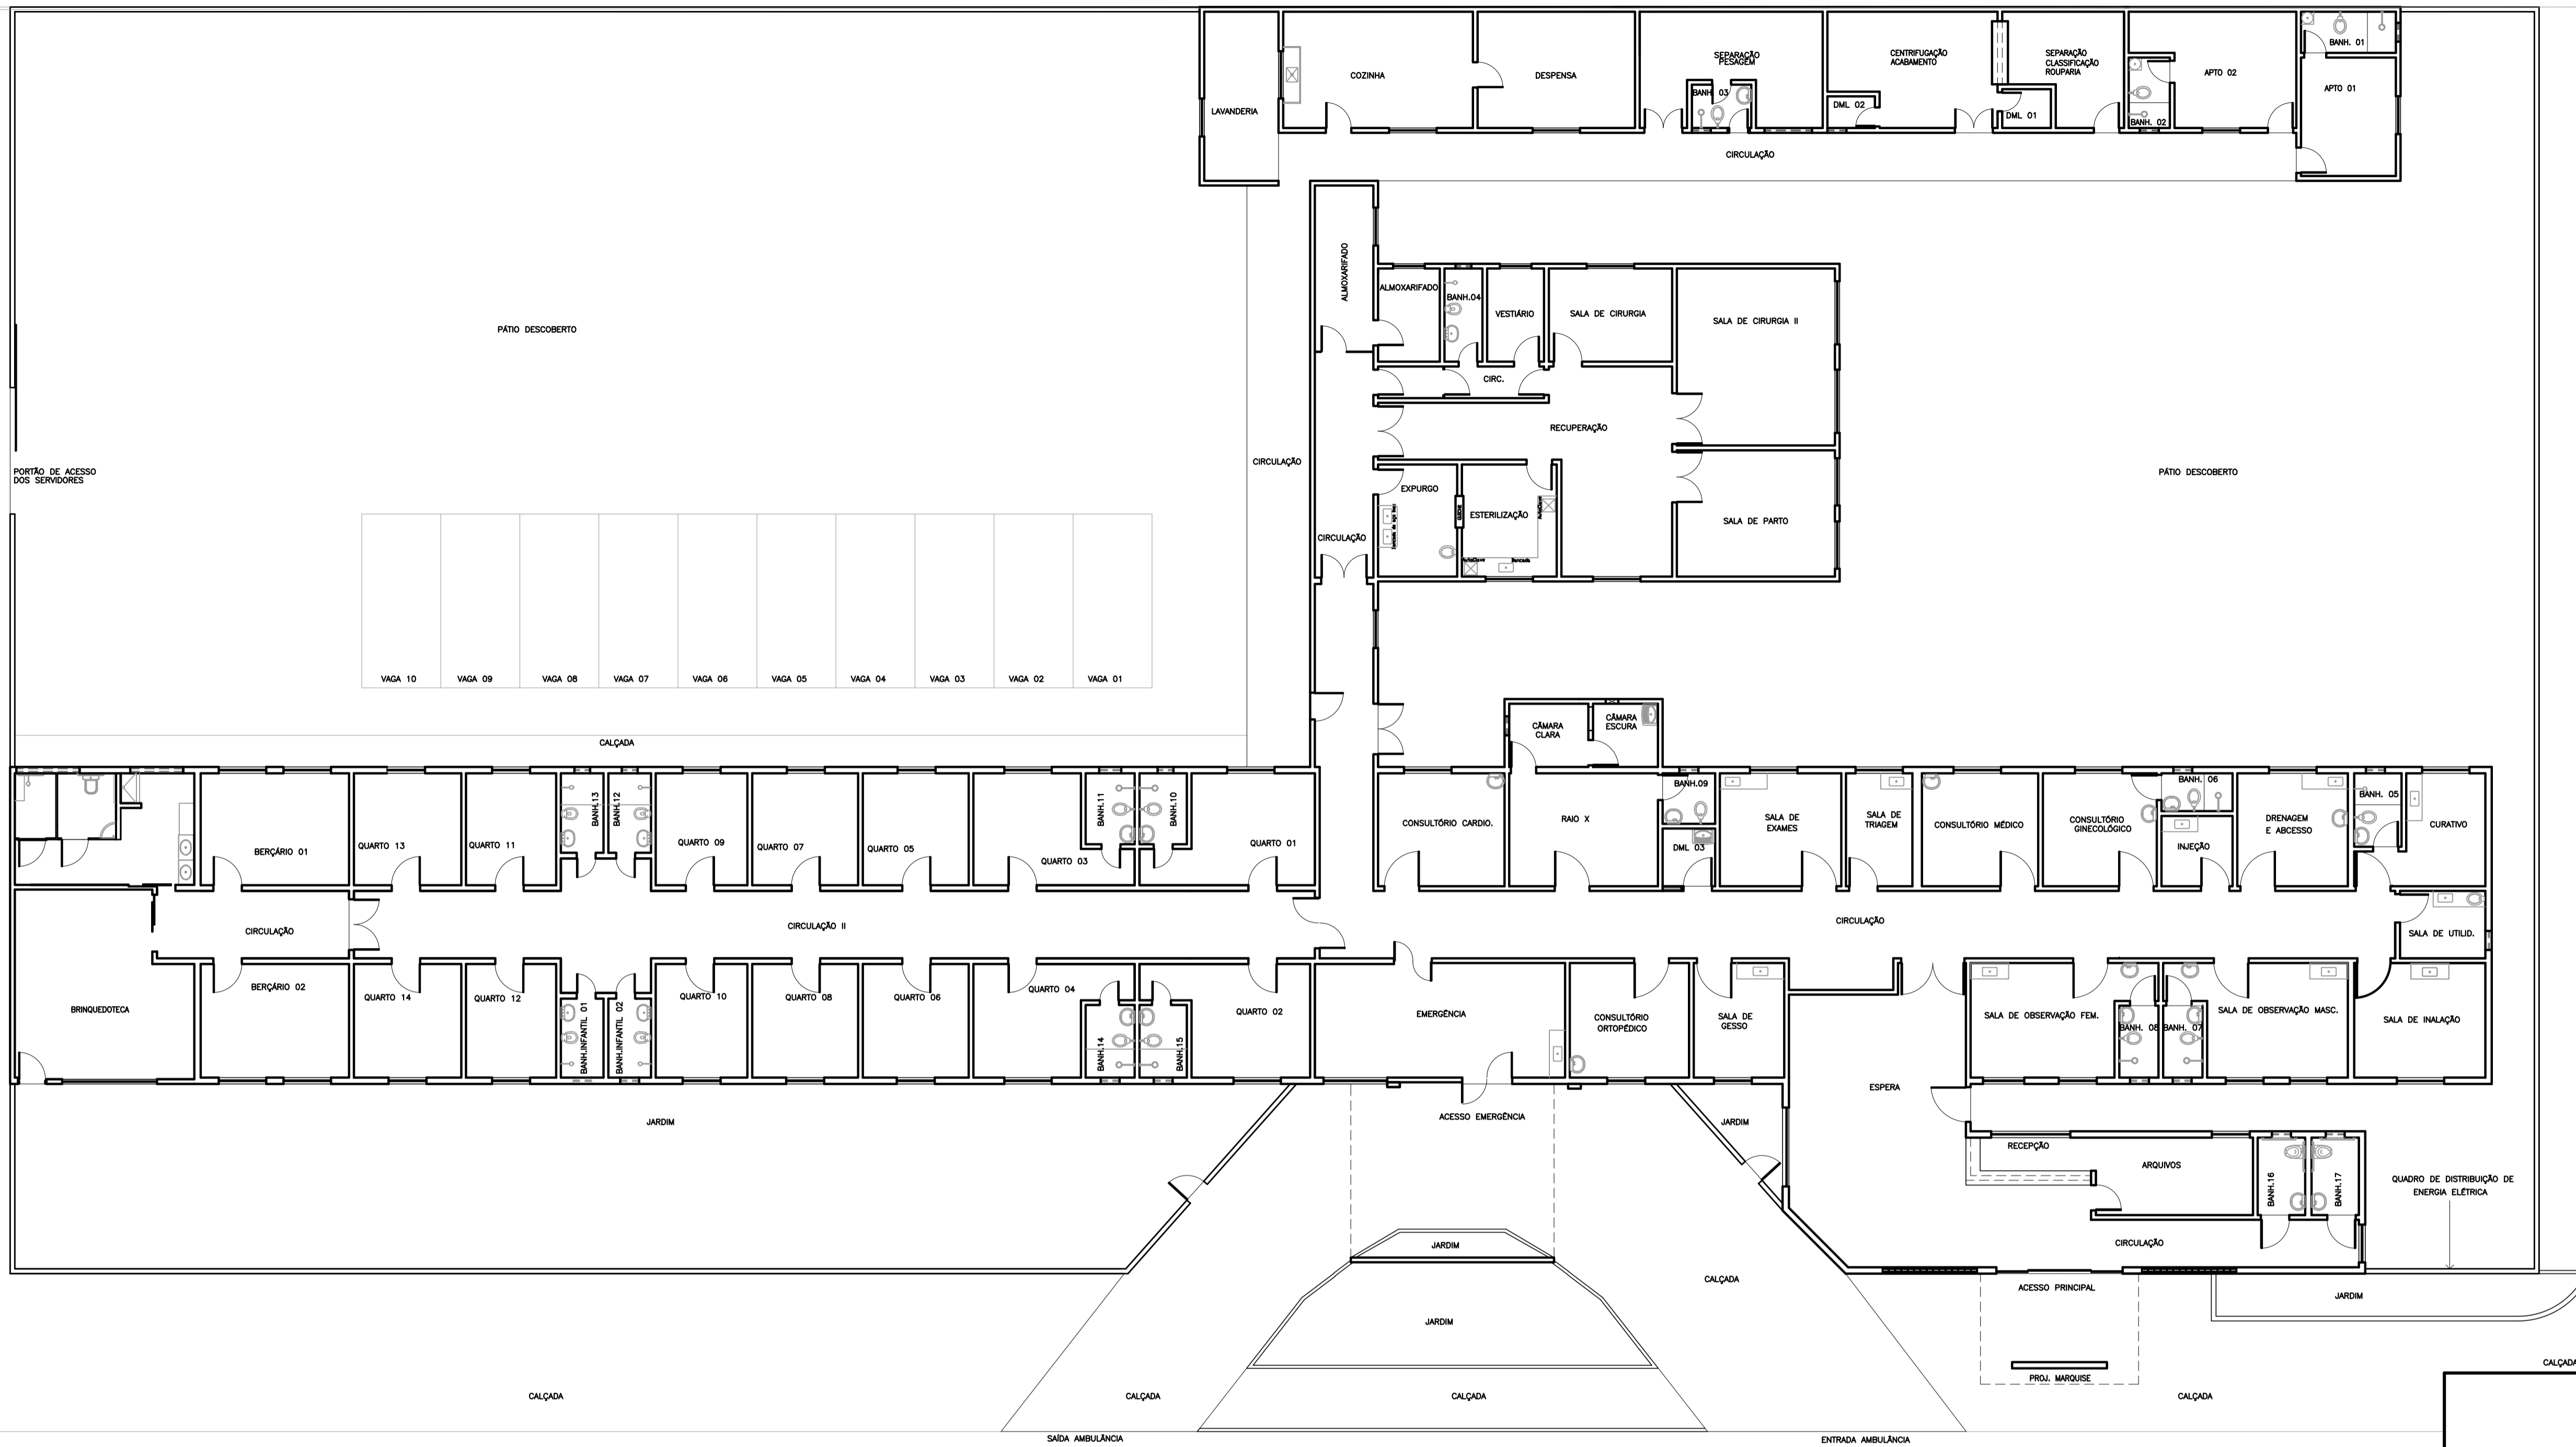 BANH. 01
COZINHA
DESPENSA
SEPARAÇÃO
PESAGEM
CENTRIFUGAÇÃO
ACABAMENTO
SEPARAÇÃO
CLASSIFICAÇÃO
ROUPARIA
APTO 02
APTO 01
LAVANDERIA
BANH. 03
DML 02
DML 01
BANH. 02
CIRCULAÇÃO
ALMOXARIFADO
ALMOXARIFADO
BANH.04
VESTIÁRIO
SALA DE CIRURGIA
SALA DE CIRURGIA II
PÁTIO DESCOBERTO
CIRC.
RECUPERAÇÃO
PORTÃO DE ACESSO
DOS SERVIDORES
CIRCULAÇÃO
PÁTIO DESCOBERTO
EXPURGO
ESTERILIZAÇÃO
SALA DE PARTO
CIRCULAÇÃO
AutoClave
Bancada
VAGA 10
VAGA 09
VAGA 08
VAGA 07
VAGA 06
VAGA 05
VAGA 04
VAGA 03
VAGA 02
VAGA 01
CALÇADA
CÂMARA
CLARA
CÂMARA
ESCURA
BERÇÁRIO 01
QUARTO 13
QUARTO 11
BANH.13
BANH.12
QUARTO 09
QUARTO 07
QUARTO 05
QUARTO 03
BANH.11
BANH.10
QUARTO 01
CONSULTÓRIO CARDIO.
RAIO X
BANH.09
DML 03
SALA DE
EXAMES
SALA DE
TRIAGEM
CONSULTÓRIO MÉDICO
CONSULTÓRIO
GINECOLÓGICO
BANH. 06
INJEÇÃO
DRENAGEM
E ABCESSO
BANH. 05
CURATIVO
CIRCULAÇÃO
CIRCULAÇÃO II
CIRCULAÇÃO
SALA DE UTILID.
BRINQUEDOTECA
BERÇÁRIO 02
QUARTO 14
QUARTO 12
BANH.INFANTIL 01
BANH.INFANTIL 02
QUARTO 10
QUARTO 08
QUARTO 06
QUARTO 04
BANH.14
BANH.15
QUARTO 02
EMERGÊNCIA
CONSULTÓRIO
ORTOPÉDICO
SALA DE
GESSO
SALA DE OBSERVAÇÃO FEM.
BANH. 08
BANH. 07
SALA DE OBSERVAÇÃO MASC.
SALA DE INALAÇÃO
ESPERA
JARDIM
ACESSO EMERGÊNCIA
JARDIM
RECEPÇÃO
ARQUIVOS
BANH.16
BANH.17
QUADRO DE DISTRIBUIÇÃO DE
ENERGIA ELÉTRICA
JARDIM
CIRCULAÇÃO
CALÇADA
ACESSO PRINCIPAL
JARDIM
JARDIM
CALÇADA
PROJ. MARQUISE
CALÇADA
CALÇADA
CALÇADA
CALÇADA
SAÍDA AMBULÂNCIA
ENTRADA AMBULÂNCIA